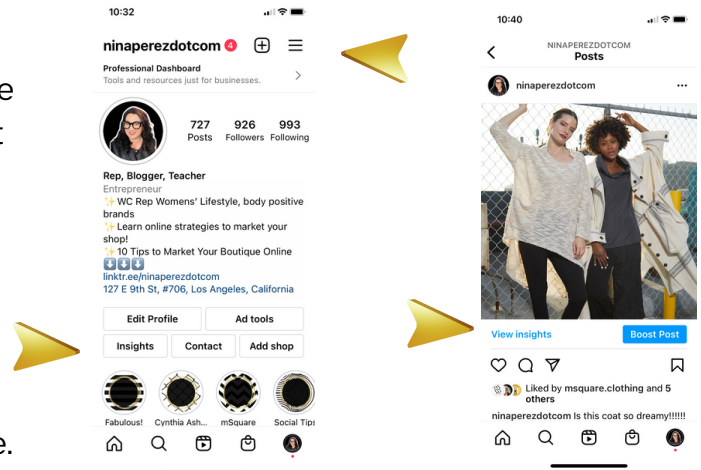 e
t
e.
10:32
ninaperezdotcom 4
Professional Dashboard
Tools and resources just for businesses.
727 926 993
Posts Followers Following
Rep, Blogger, Teacher
Entrepreneur
✨WC Rep Womens' Lifestyle, body positive
brands
✨Learn online strategies to market your
shop!
✨10 Tips to Market Your Boutique Online
⬇️⬇️⬇️
linktr.ee/ninaperezdotcom
127 E 9th St, #706, Los Angeles, California
Edit Profile Ad tools
Insights Contact Add shop
Fabulous! Cynthia Ash... mSquare Social Tips
10:40
NINAPEREZDOTCOM
Posts
ninaperezdotcom
View insights Boost Post
Liked by msquare.clothing and 5
others
ninaperezdotcom Is this coat so dreamy!!!!!!